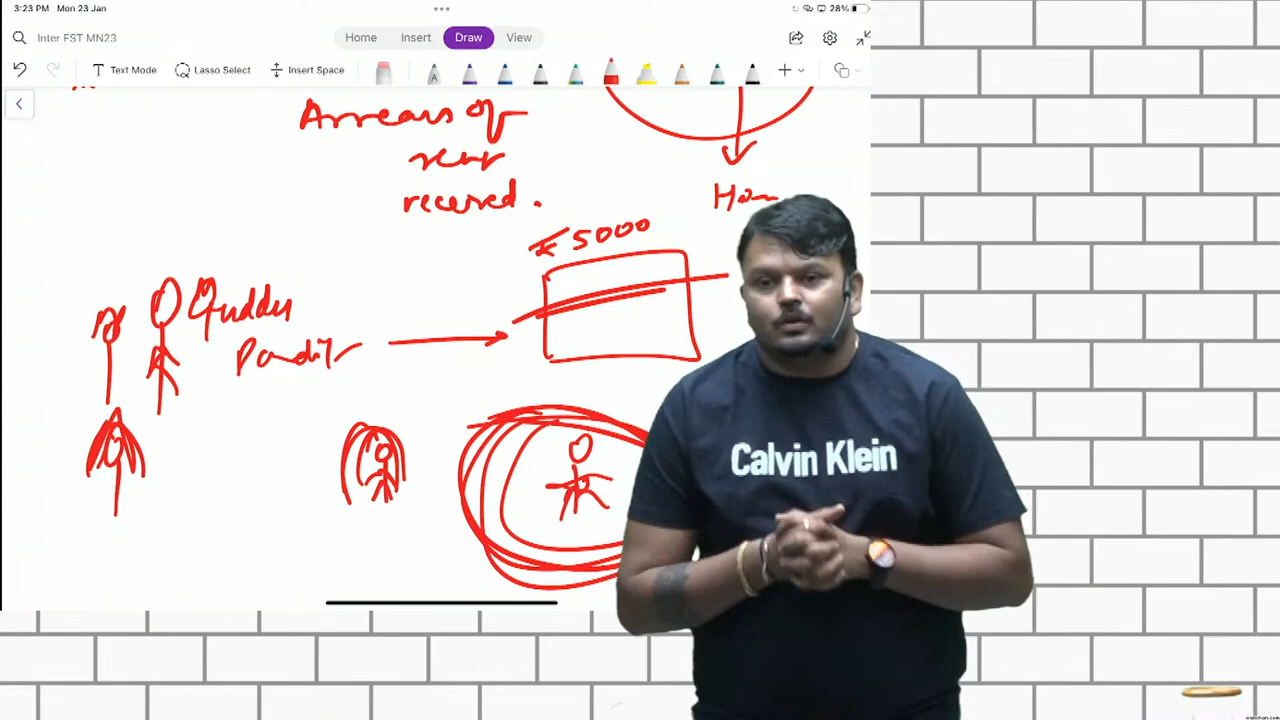 3:23 PM Mon 23 Jan
28%
Inter FST MN23
Home
Insert
Draw
View
Text Mode
Lasso Select
Insert Space
A
Arrears of
rent
received.
₹5000
Guddu
Pandit
Calvin Klein